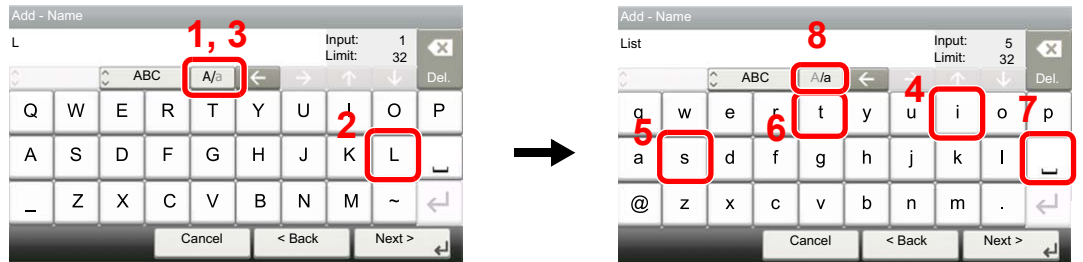 Add - Name
L
1, 3
Input: 1
Limit: 32
ABC
A/a
Del.
Q W E R T Y U I O P
2
A S D F G H J K L
_ Z X C V B N M ~
Cancel
< Back
Next >
Add - Name
List
8
Input: 5
Limit: 32
ABC
A/a
Del.
4
7
q w e r t y u i o p
5
6
a s d f g h j k l
@ z x c v b n m .
Cancel
< Back
Next >